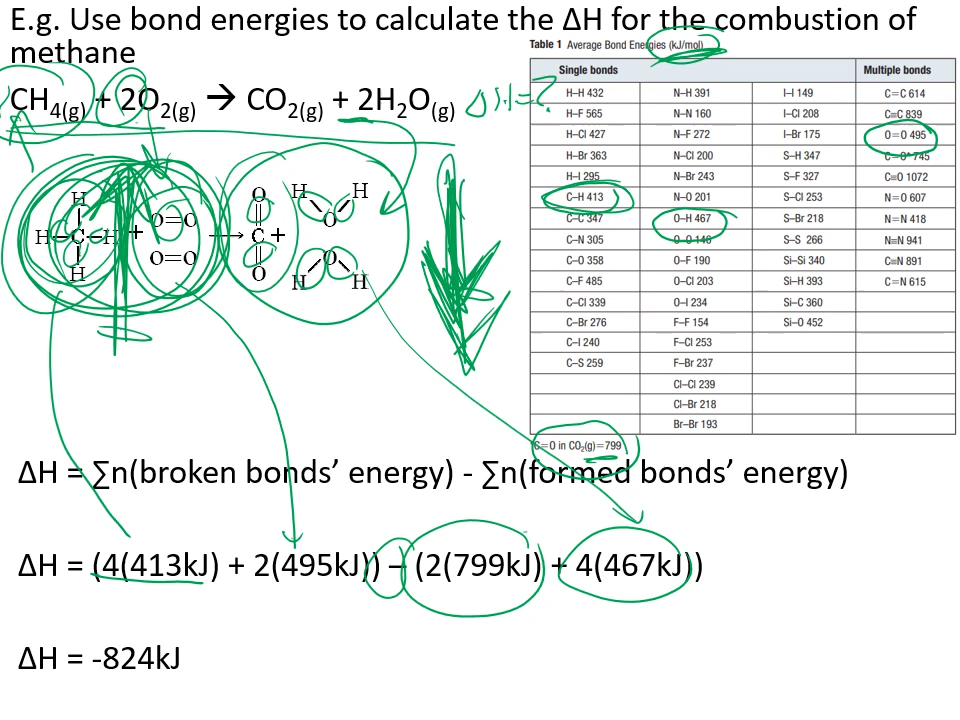 E.g. Use bond energies to calculate the ΔH for the combustion of
methane
CH4(g) + 2O2(g) → CO2(g) + 2H2O(g) ΔH=?
Table 1 Average Bond Energies (kJ/mol)
Single bonds Multiple bonds
H–H 432 N–H 391 I–I 149 C=C 614
H–F 565 N–N 160 I–Cl 208 C≡C 839
H–Cl 427 N–F 272 I–Br 175 O=O 495
H–Br 363 N–Cl 200 S–H 347 C=O* 745
H–I 295 N–Br 243 S–F 327 C≡O 1072
C–H 413 N–O 201 S–Cl 253 N=O 607
C–C 347 O–H 467 S–Br 218 N=N 418
C–N 305 O–O 146 S–S 266 N≡N 941
C–O 358 O–F 190 Si–Si 340 C≡N 891
C–F 485 O–Cl 203 Si–H 393 C=N 615
C–Cl 339 O–I 234 Si–C 360
C–Br 276 F–F 154 Si–O 452
C–I 240 F–Cl 253
C–S 259 F–Br 237
Cl–Cl 239
Cl–Br 218
Br–Br 193
*C=O in CO2(g)=799
H O H H
H–C–H + O=O → C + O
H O=O O O
H H
ΔH = ∑n(broken bonds’ energy) - ∑n(formed bonds’ energy)
ΔH = (4(413kJ) + 2(495kJ)) – (2(799kJ) + 4(467kJ))
ΔH = -824kJ